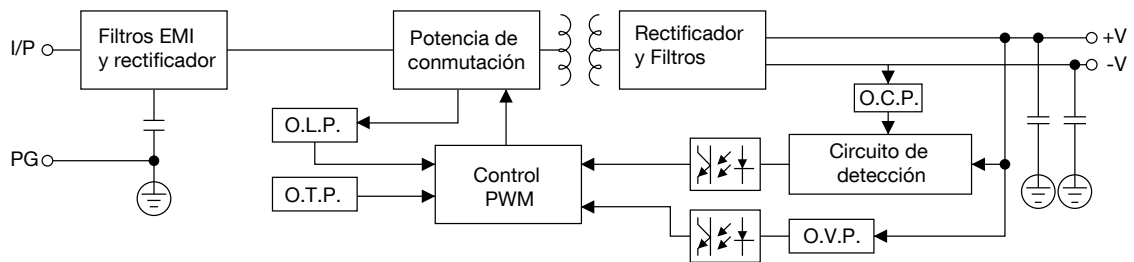 I/P
Filtros EMI
y rectificador
Potencia de
conmutación
Rectificador
y Filtros
+V
-V
O.C.P.
O.L.P.
PG
Control
PWM
Circuito de
detección
O.T.P.
O.V.P.